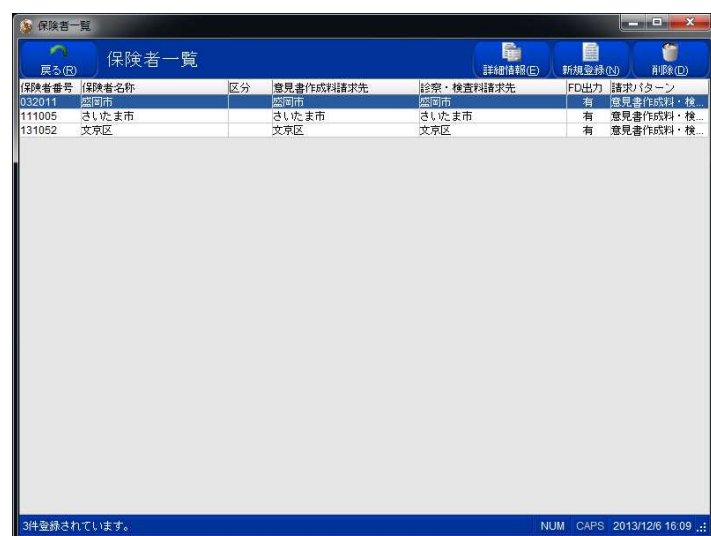 保険者一覧
戻る(R) 保険者一覧 詳細情報(E) 新規登録(N) 削除(D)
保険者番号 保険者名称 区分 意見書作成料請求先 診察・検査料請求先 FD出力 請求パターン
032011 盛岡市 盛岡市 盛岡市 有 意見書作成料・検...
111005 さいたま市 さいたま市 さいたま市 有 意見書作成料・検...
131052 文京区 文京区 文京区 有 意見書作成料・検...
3件登録されています。 NUM CAPS 2013/12/6 16:09